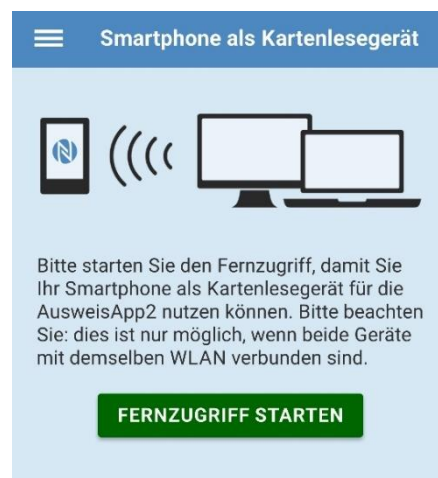 Smartphone als Kartenlesegerät
Bitte starten Sie den Fernzugriff, damit Sie
Ihr Smartphone als Kartenlesegerät für die
AusweisApp2 nutzen können. Bitte beachten
Sie: dies ist nur möglich, wenn beide Geräte
mit demselben WLAN verbunden sind.
FERNZUGRIFF STARTEN